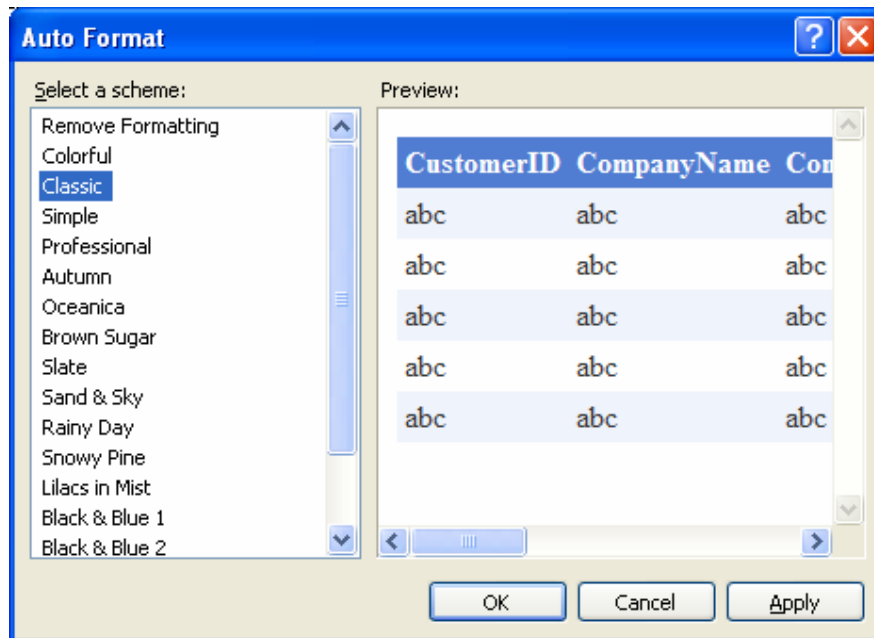 Auto Format
Select a scheme:
Remove Formatting
Colorful
Classic
Simple
Professional
Autumn
Oceanica
Brown Sugar
Slate
Sand & Sky
Rainy Day
Snowy Pine
Lilacs in Mist
Black & Blue 1
Black & Blue 2
Preview:
CustomerID CompanyName Con
abc abc abc
abc abc abc
abc abc abc
abc abc abc
abc abc abc
OK Cancel Apply